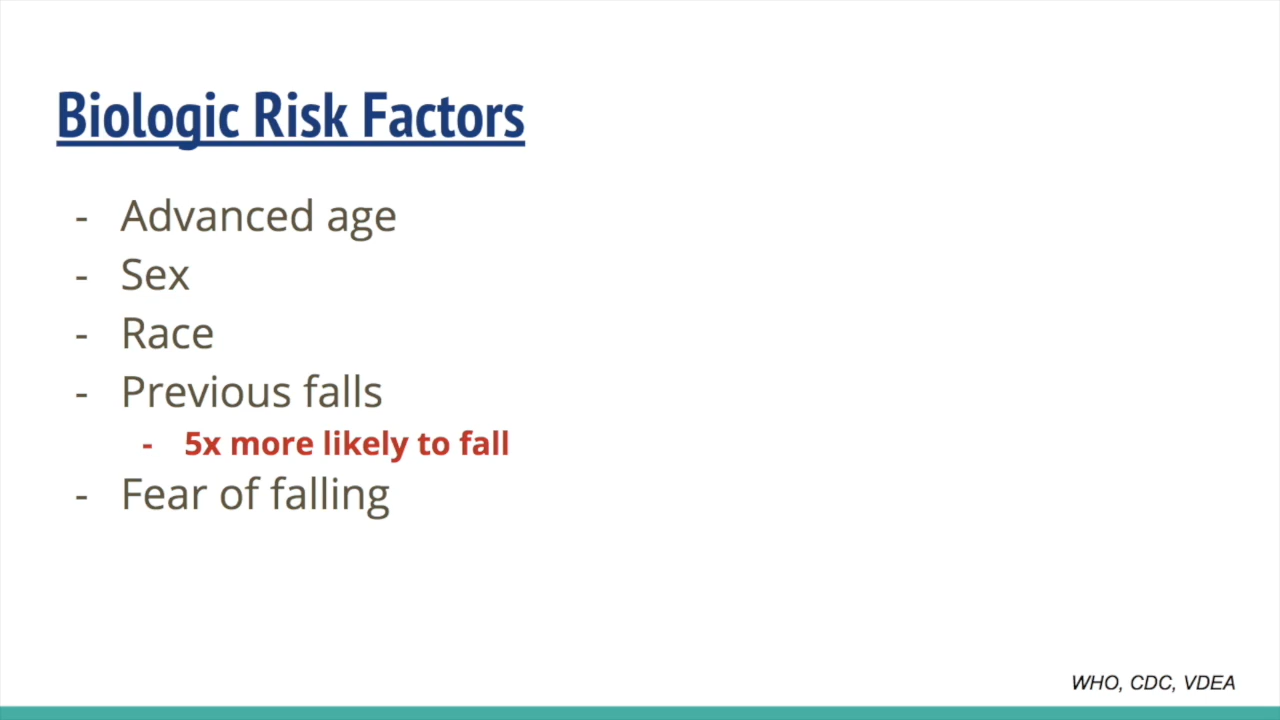 Biologic Risk Factors
- Advanced age
- Sex
- Race
- Previous falls
- 5x more likely to fall
- Fear of falling
WHO, CDC, VDEA